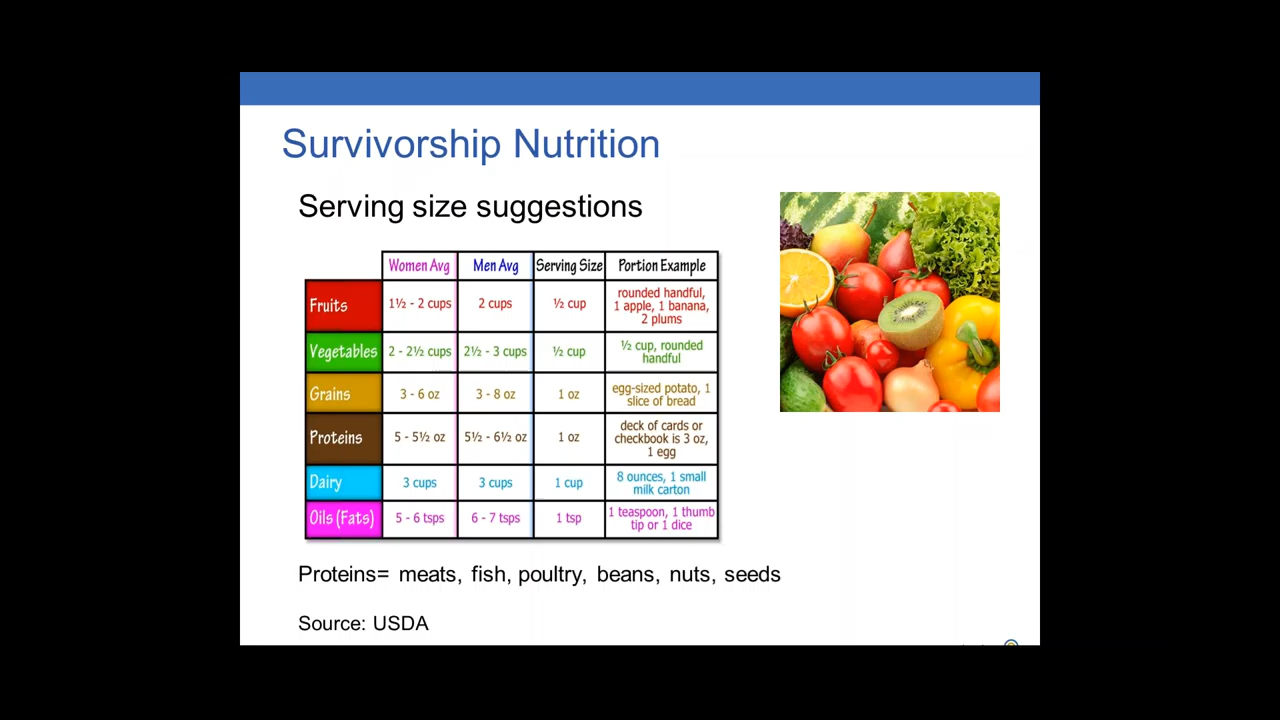 Survivorship Nutrition
Serving size suggestions
Women Avg Men Avg Serving Size Portion Example
Fruits 1½ - 2 cups 2 cups ½ cup rounded handful, 1 apple, 1 banana, 2 plums
Vegetables 2 - 2½ cups 2½ - 3 cups ½ cup ½ cup, rounded handful
Grains 3 - 6 oz 3 - 8 oz 1 oz egg-sized potato, 1 slice of bread
Proteins 5 - 5½ oz 5½ - 6½ oz 1 oz deck of cards or checkbook is 3 oz, 1 egg
Dairy 3 cups 3 cups 1 cup 8 ounces, 1 small milk carton
Oils (Fats) 5 - 6 tsps 6 - 7 tsps 1 tsp 1 teaspoon, 1 thumb tip or 1 dice
Proteins= meats, fish, poultry, beans, nuts, seeds
Source: USDA